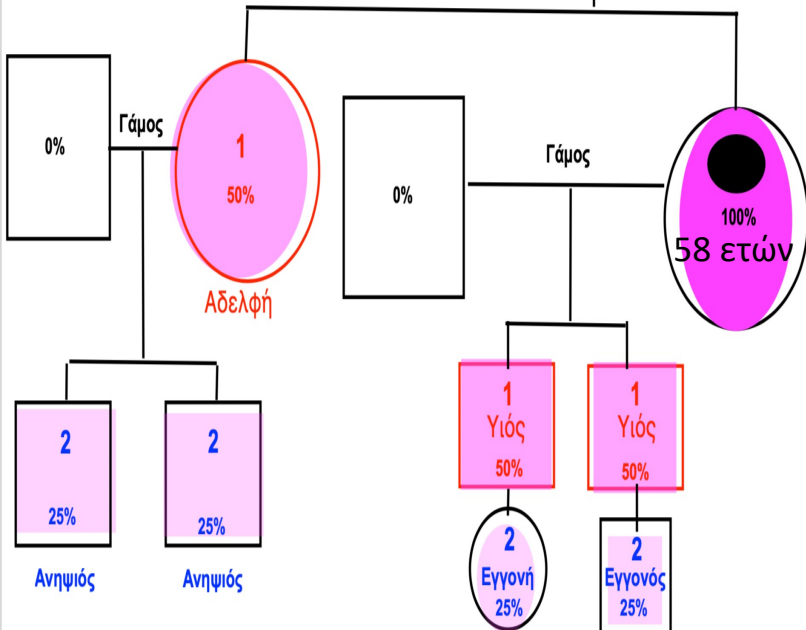 0%
Γάμος
1
50%
Αδελφή
0%
Γάμος
100%
58 ετών
2
25%
Ανηψιός
2
25%
Ανηψιός
1
Υιός
50%
1
Υιός
50%
2
Εγγονή
25%
2
Εγγονός
25%